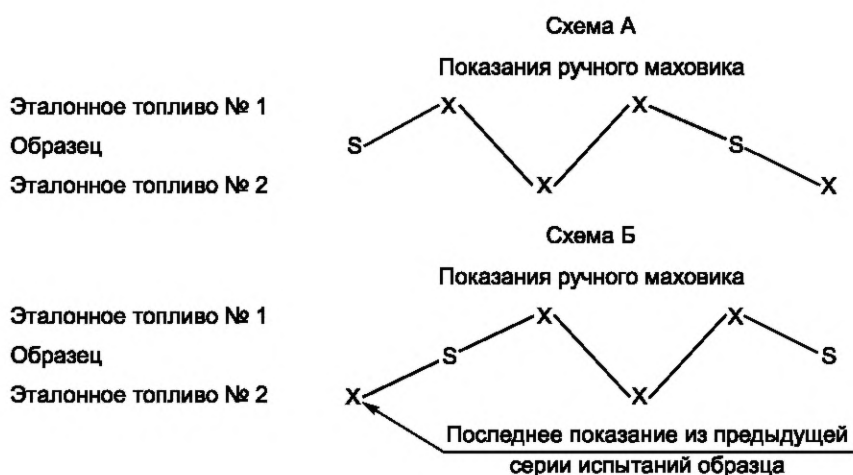 Схема А
Показания ручного маховика
Эталонное топливо № 1
X X
Образец
S S
Эталонное топливо № 2
X X
Схема Б
Показания ручного маховика
Эталонное топливо № 1
X X
Образец
S S
Эталонное топливо № 2
X X
Последнее показание из предыдущей
серии испытаний образца